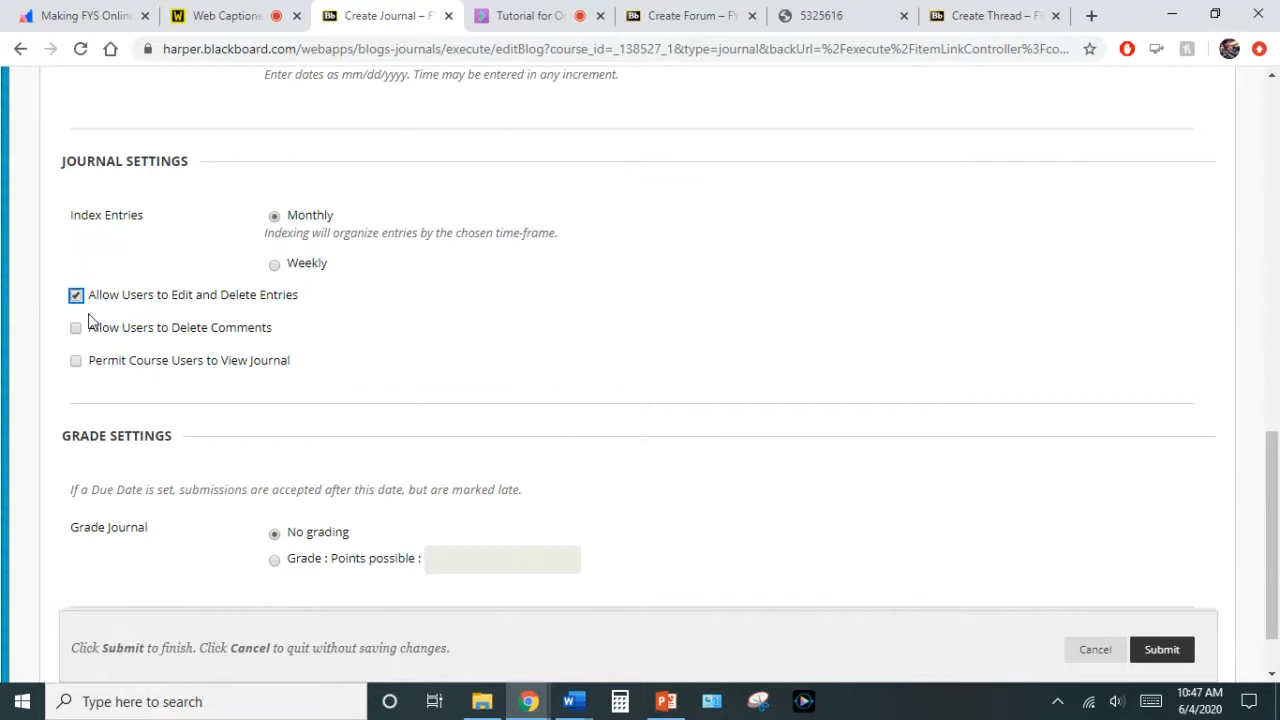 Making FYS Onlin
Web Captione
Create Journal – F
Tutorial for O
Create Forum – FY
5325616
Create Thread – FY
harper.blackboard.com/webapps/blogs-journals/execute/editBlog?course_id=_138527_1&type=journal&backUrl=%2Fexecute%2FitemLinkController%3Fco...
Enter dates as mm/dd/yyyy. Time may be entered in any increment.
JOURNAL SETTINGS
Index Entries
Monthly
Indexing will organize entries by the chosen time-frame.
Weekly
Allow Users to Edit and Delete Entries
Allow Users to Delete Comments
Permit Course Users to View Journal
GRADE SETTINGS
If a Due Date is set, submissions are accepted after this date, but are marked late.
Grade Journal
No grading
Grade : Points possible :
Click Submit to finish. Click Cancel to quit without saving changes.
Cancel
Submit
Type here to search
10:47 AM
6/4/2020